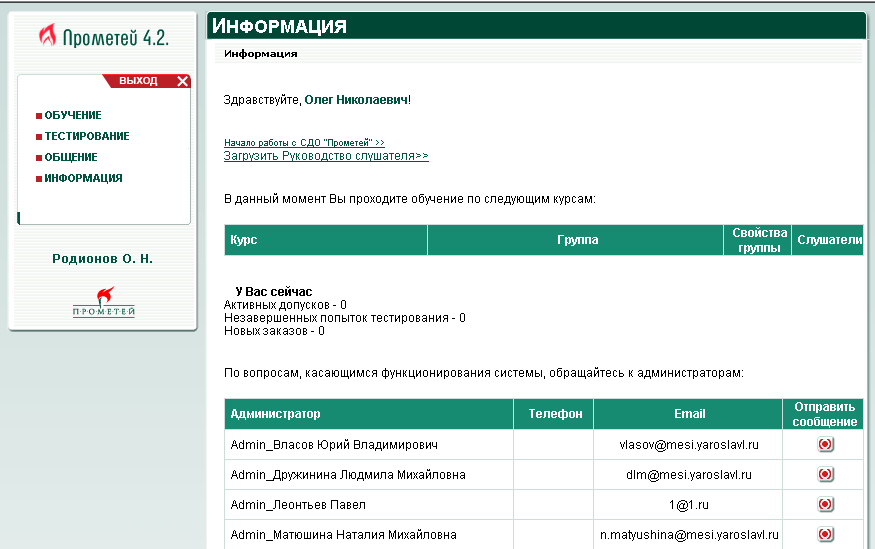 Прометей 4.2.
ВЫХОД
ОБУЧЕНИЕ
ТЕСТИРОВАНИЕ
ОБЩЕНИЕ
ИНФОРМАЦИЯ
Родионов О. Н.
ПРОМЕТЕЙ
Информация
Информация
Здравствуйте, Олег Николаевич!
Начало работы с СДО "Прометей" >>
Загрузить Руководство слушателя>>
В данный момент Вы проходите обучение по следующим курсам:
Курс Группа Свойства группы Слушатели
У Вас сейчас
Активных допусков - 0
Незавершенных попыток тестирования - 0
Новых заказов - 0
По вопросам, касающимся функционирования системы, обращайтесь к администраторам:
Администратор Телефон Email Отправить сообщение
Admin_Власов Юрий Владимирович vlasov@mesi.yaroslavl.ru
Admin_Дружинина Людмила Михайловна dlm@mesi.yaroslavl.ru
Admin_Леонтьев Павел 1@1.ru
Admin_Матюшина Наталия Михайловна n.matyushina@mesi.yaroslavl.ru